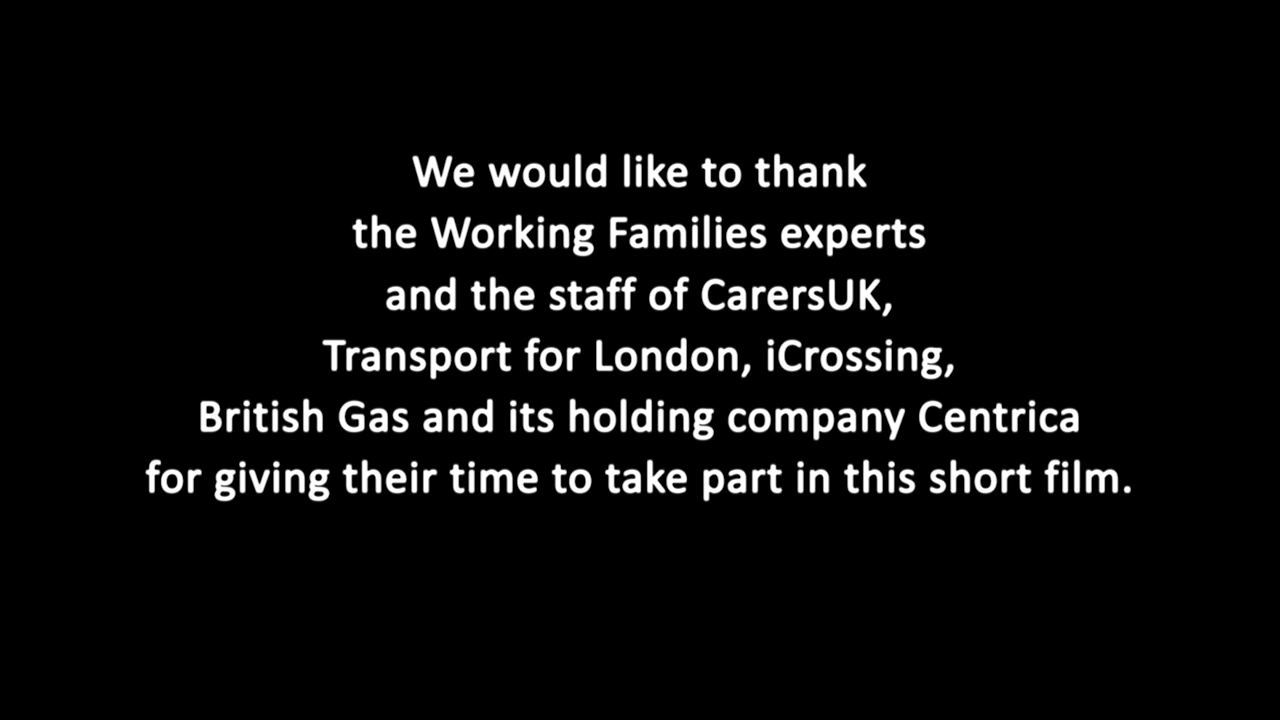 We would like to thank
the Working Families experts
and the staff of CarersUK,
Transport for London, iCrossing,
British Gas and its holding company Centrica
for giving their time to take part in this short film.